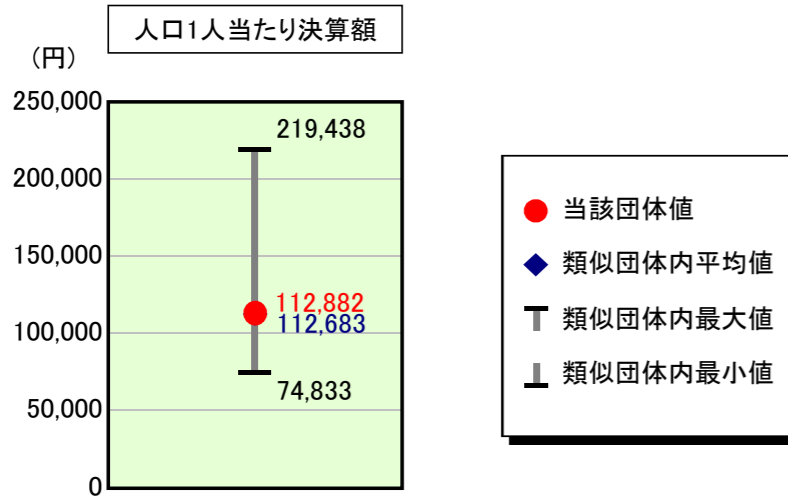 人口1人当たり決算額
（円）
250,000
219,438
200,000
150,000
112,882
112,683
100,000
74,833
50,000
0
当該団体値
類似団体内平均値
類似団体内最大値
類似団体内最小値